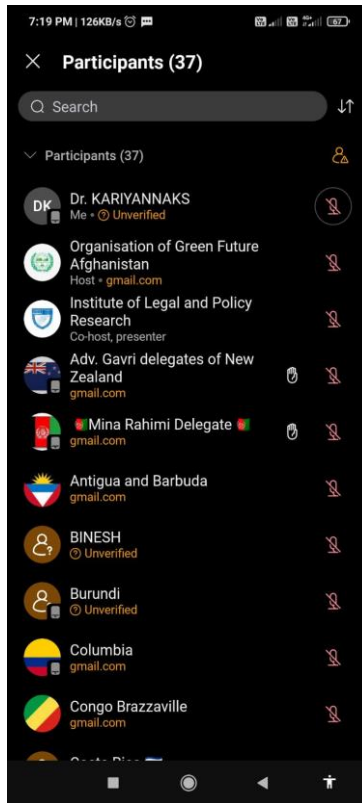 7:19 PM | 126KB/s
4G+
67
Participants (37)
Search
Participants (37)
DK
Dr. KARIYANNAKS
Me • Unverified
Organisation of Green Future
Afghanistan
Host • gmail.com
Institute of Legal and Policy
Research
Co-host, presenter
Adv. Gavri delegates of New
Zealand
gmail.com
🇦🇫Mina Rahimi Delegate 🇦🇫
gmail.com
Antigua and Barbuda
gmail.com
BINESH
Unverified
Burundi
Unverified
Columbia
gmail.com
Congo Brazzaville
gmail.com